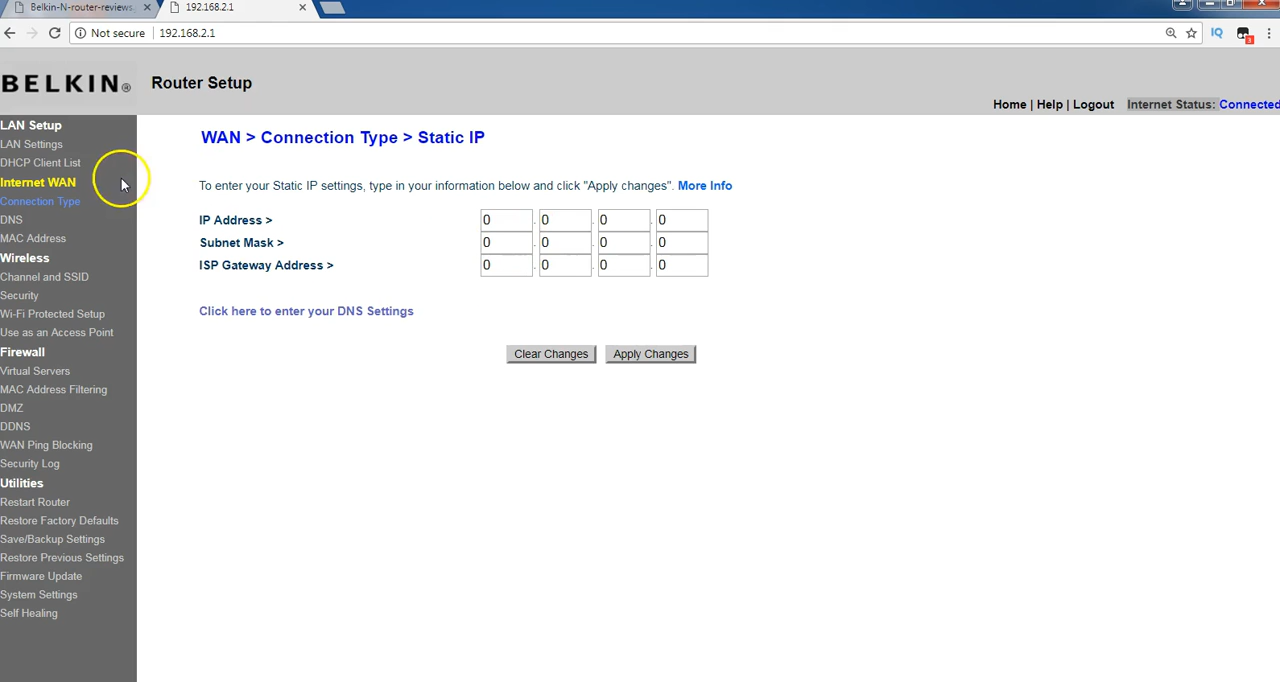 Belkin-N-router-reviews
192.168.2.1
Not secure
192.168.2.1
IQ
3
BELKIN®
Router Setup
Home | Help | Logout
Internet Status: Connected
LAN Setup
LAN Settings
DHCP Client List
Internet WAN
Connection Type
DNS
MAC Address
Wireless
Channel and SSID
Security
Wi-Fi Protected Setup
Use as an Access Point
Firewall
Virtual Servers
MAC Address Filtering
DMZ
DDNS
WAN Ping Blocking
Security Log
Utilities
Restart Router
Restore Factory Defaults
Save/Backup Settings
Restore Previous Settings
Firmware Update
System Settings
Self Healing
WAN > Connection Type > Static IP
To enter your Static IP settings, type in your information below and click "Apply changes". More Info
IP Address > 0 . 0 . 0 . 0
Subnet Mask > 0 . 0 . 0 . 0
ISP Gateway Address > 0 . 0 . 0 . 0
Click here to enter your DNS Settings
Clear Changes
Apply Changes